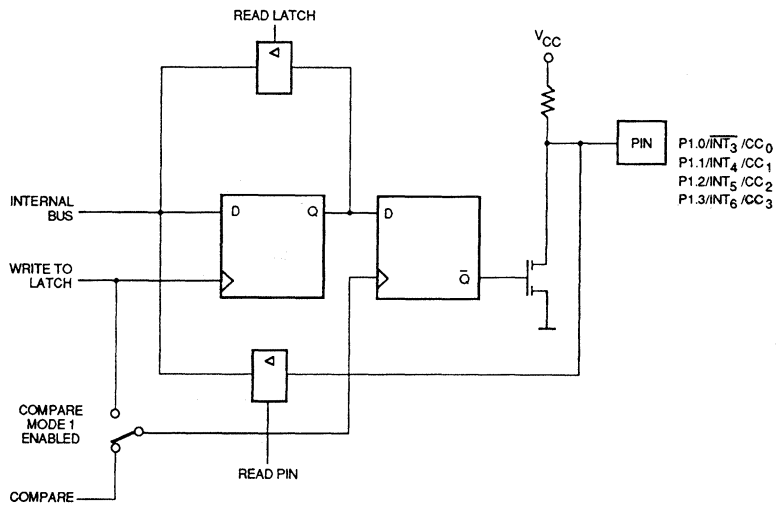 READ LATCH
VCC
PIN
P1.0/INT3/CC0
P1.1/INT4/CC1
P1.2/INT5/CC2
P1.3/INT6/CC3
INTERNAL
BUS
D
Q
D
WRITE TO
LATCH
Q
COMPARE
MODE 1
ENABLED
READ PIN
COMPARE